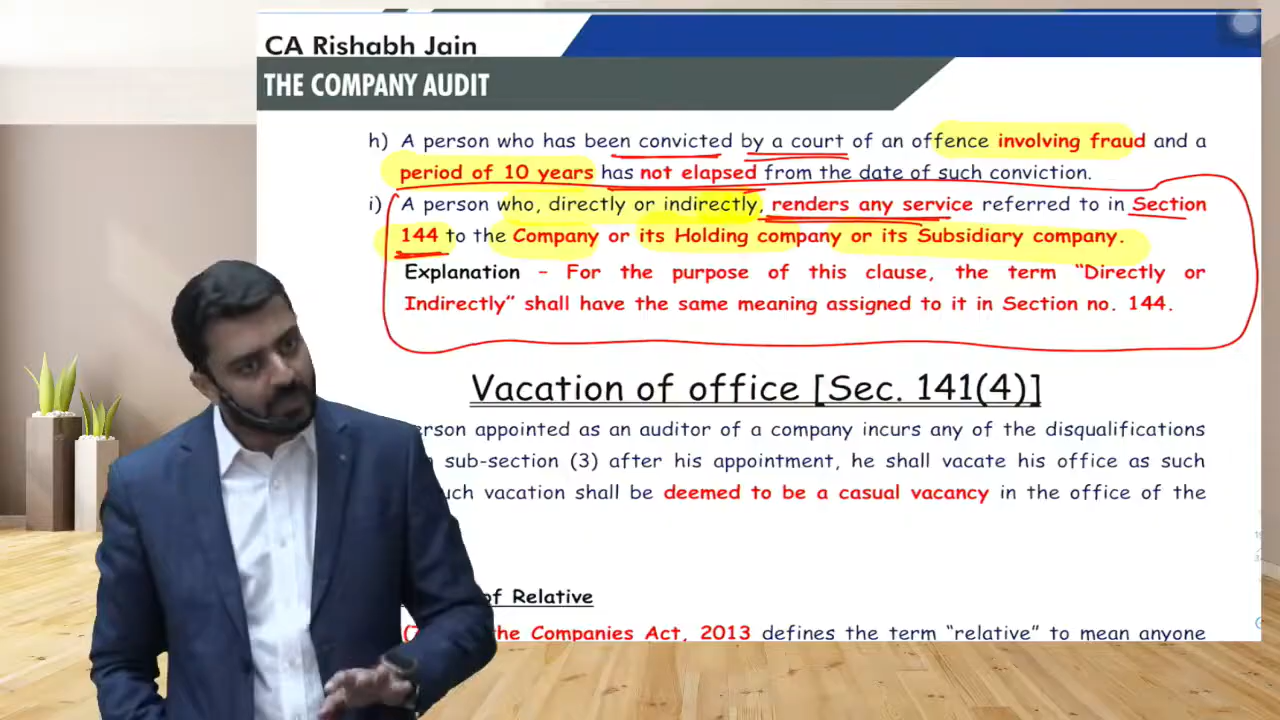 CA Rishabh Jain
THE COMPANY AUDIT
h) A person who has been convicted by a court of an offence involving fraud and a
period of 10 years has not elapsed from the date of such conviction.
i) A person who, directly or indirectly, renders any service referred to in Section
144 to the Company or its Holding company or its Subsidiary company.
Explanation – For the purpose of this clause, the term “Directly or
Indirectly” shall have the same meaning assigned to it in Section no. 144.
Vacation of office [Sec. 141(4)]
erson appointed as an auditor of a company incurs any of the disqualifications
sub-section (3) after his appointment, he shall vacate his office as such
uch vacation shall be deemed to be a casual vacancy in the office of the
of Relative
the Companies Act, 2013 defines the term “relative” to mean anyone